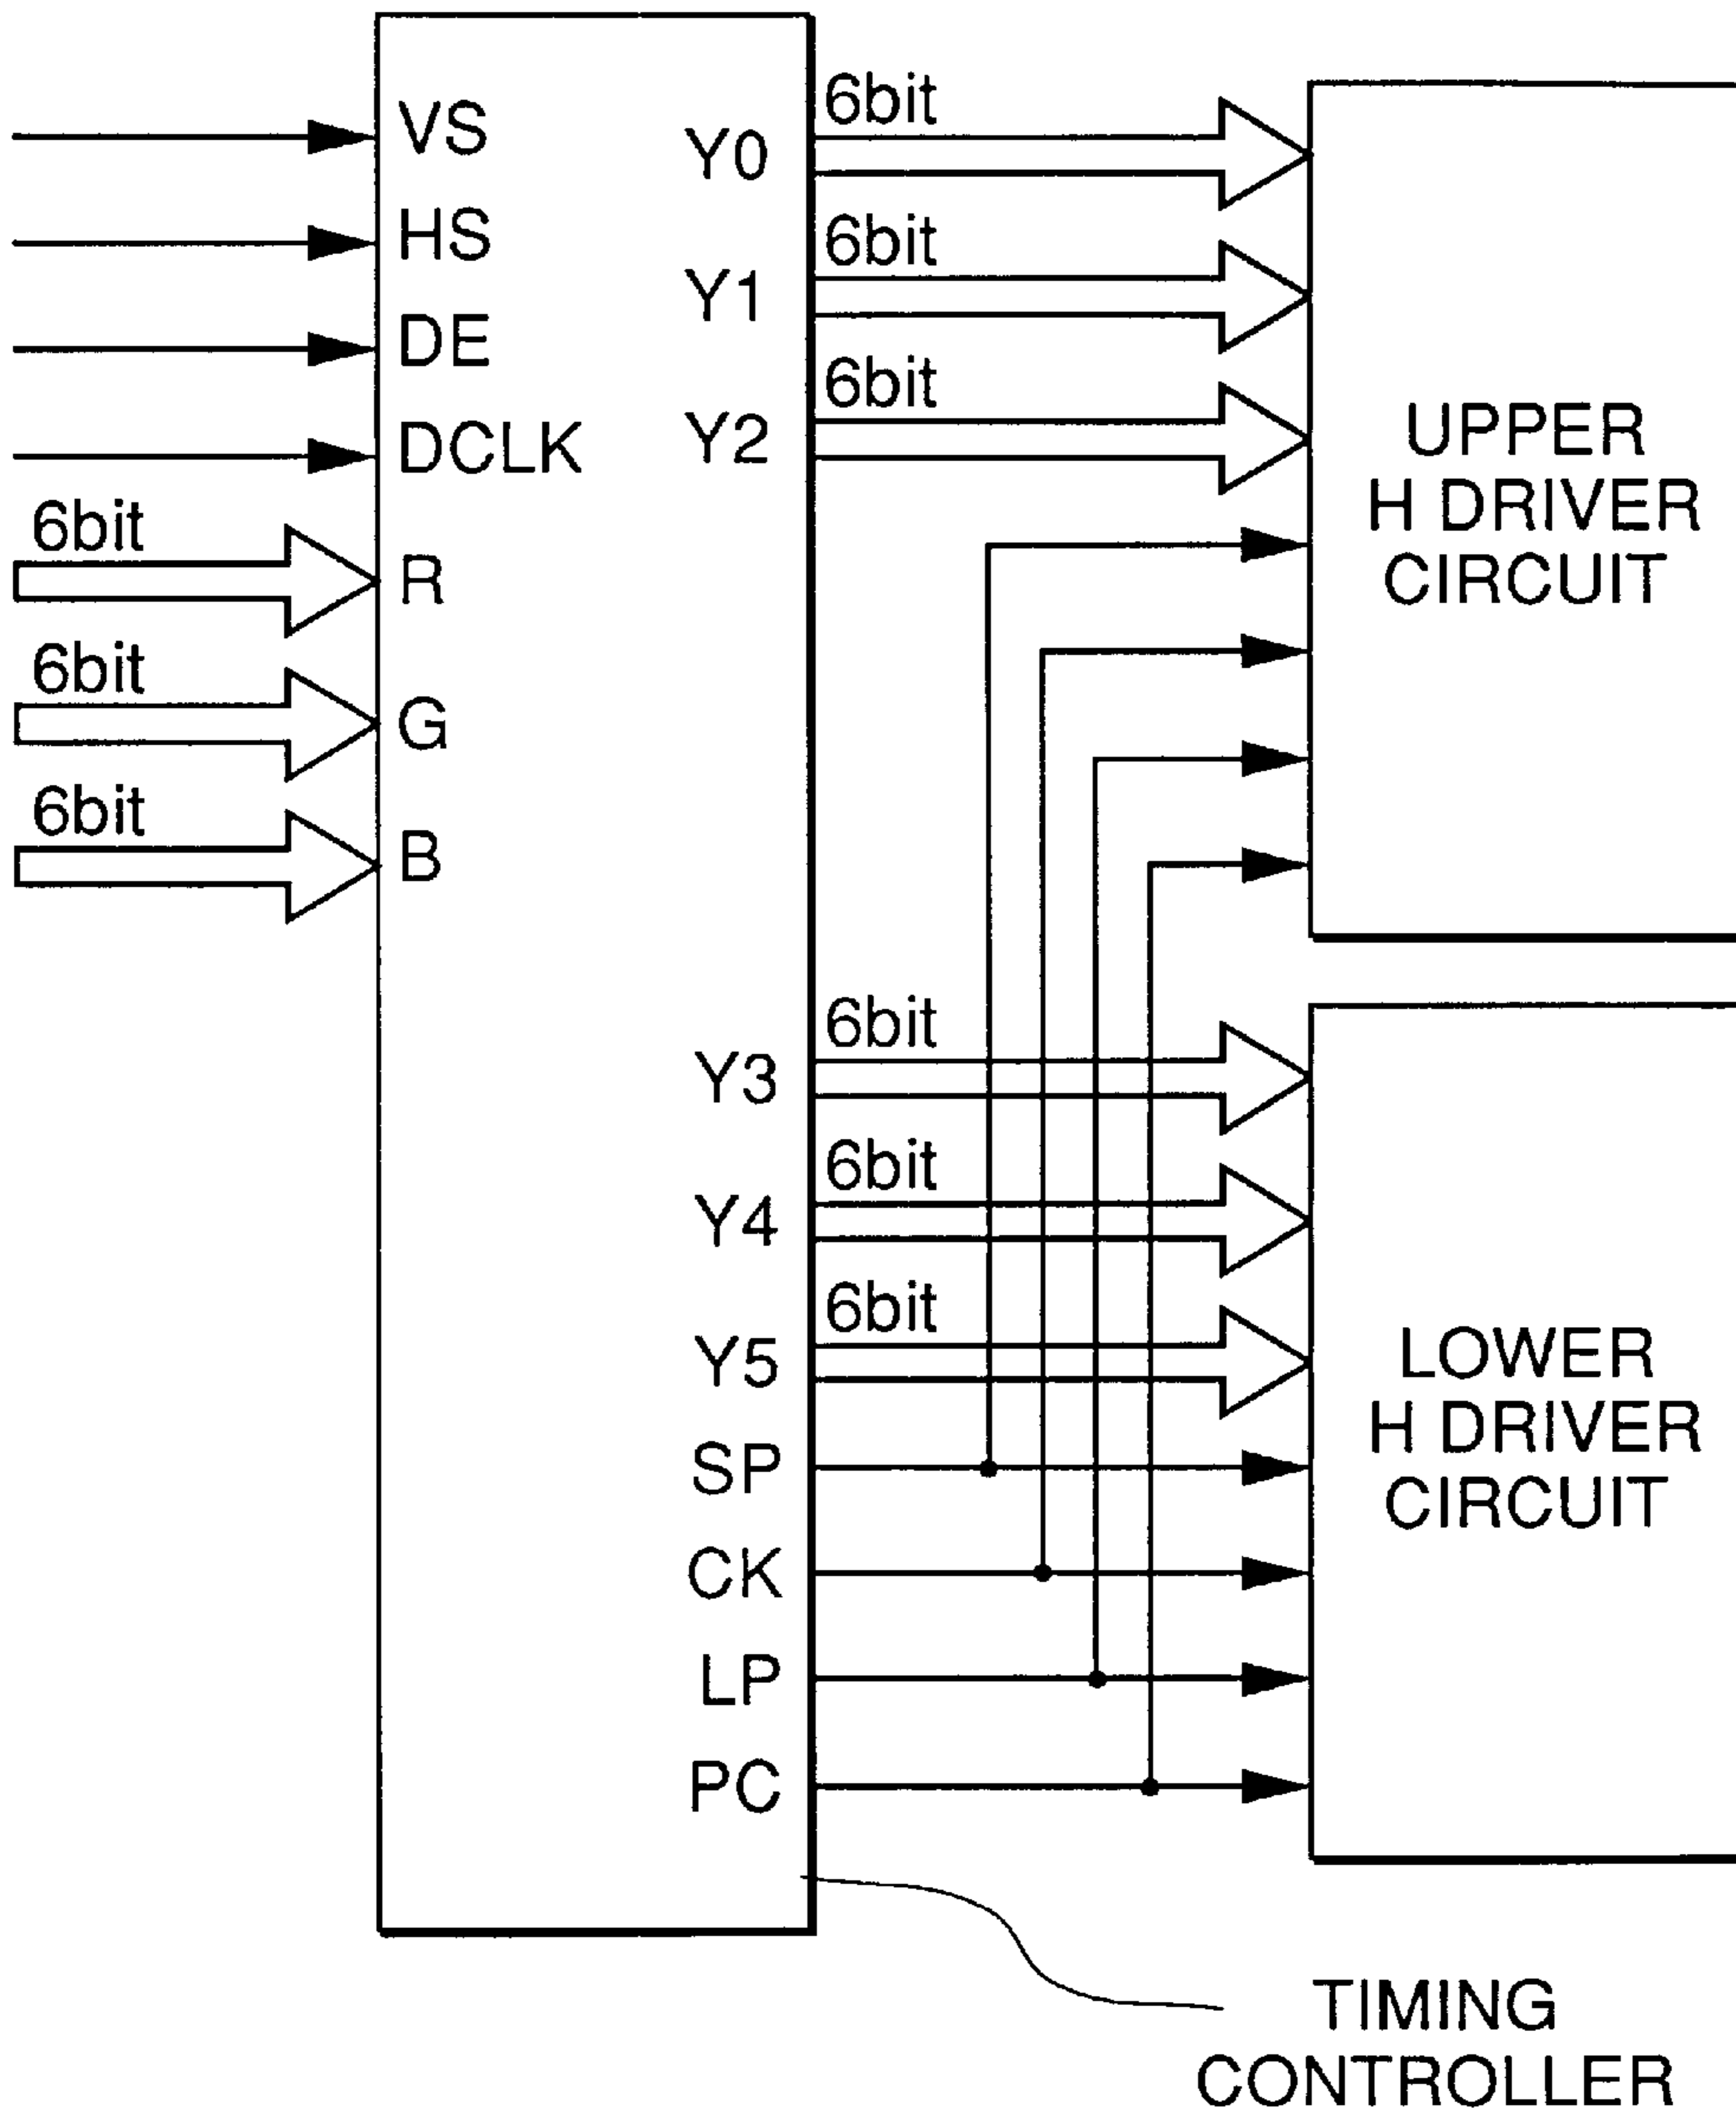 VS
HS
DE
DCLK
6bit
R
6bit
G
6bit
B
6bit
Y0
6bit
Y1
6bit
Y2
6bit
Y3
6bit
Y4
6bit
Y5
SP
CK
LP
PC
UPPER
H DRIVER
CIRCUIT
LOWER
H DRIVER
CIRCUIT
TIMING
CONTROLLER